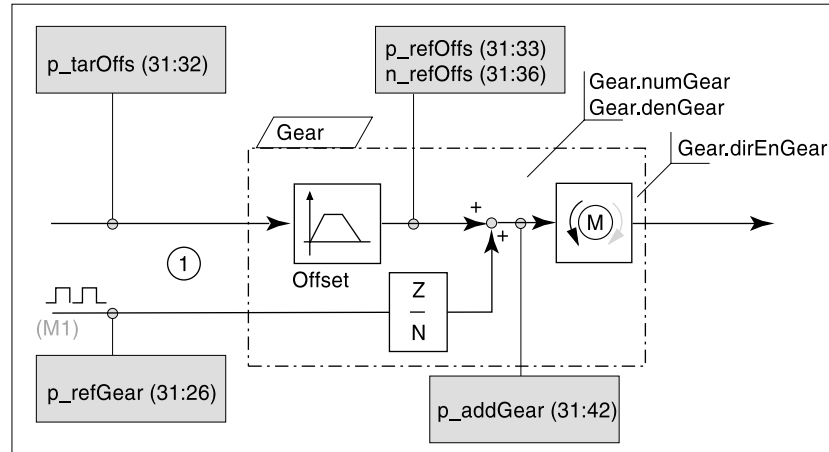 p_tarOffs (31:32)
p_refOffs (31:33)
n_refOffs (31:36)
Gear.numGear
Gear.denGear
Gear
Gear.dirEnGear
+
+
M
1
Offset
Z
N
(M1)
p_refGear (31:26)
p_addGear (31:42)